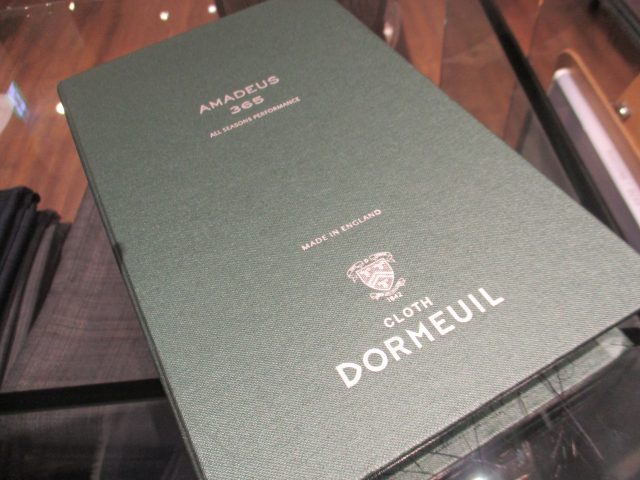 AMADEUS
365
ALL SEASONS PERFORMANCE
MADE IN ENGLAND
1842
CLOTH
DORMEUIL